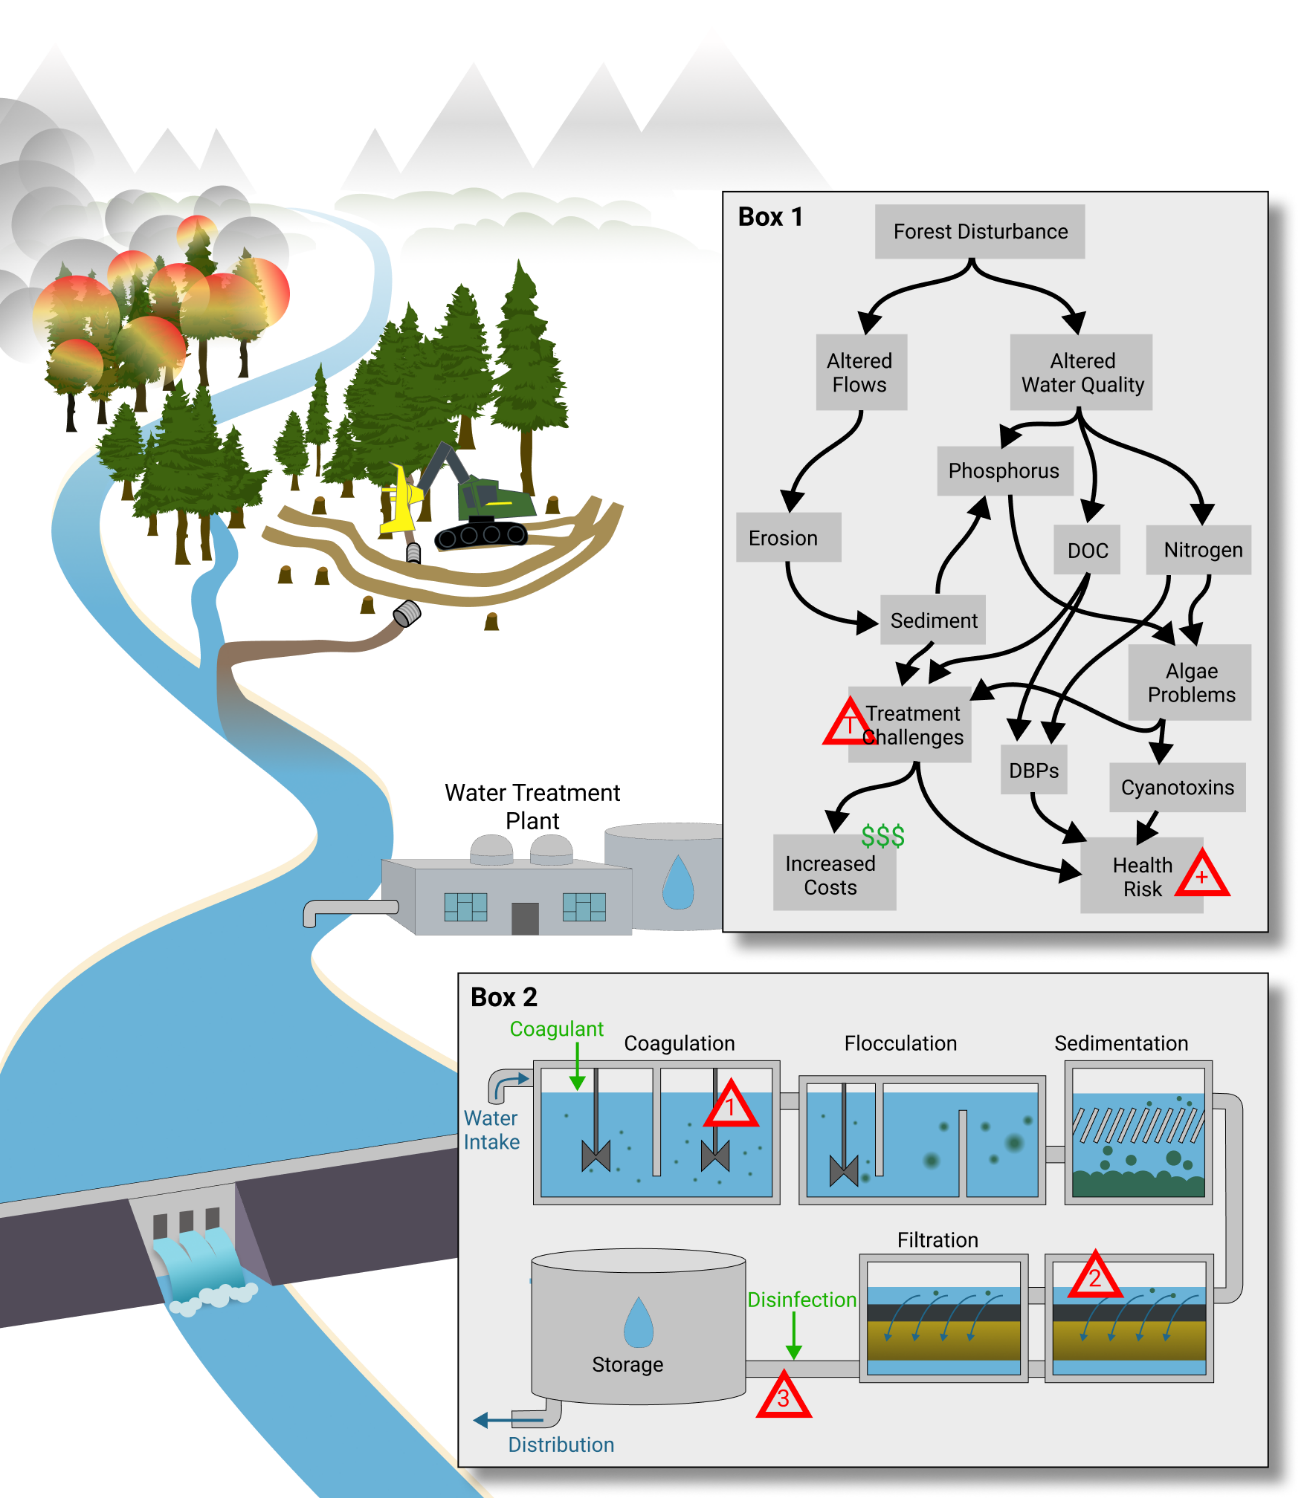 Box 1
Forest Disturbance
Altered
Flows
Altered
Water Quality
Phosphorus
Erosion
DOC
Nitrogen
Sediment
Algae
Problems
T
Treatment
Challenges
DBPs
Cyanotoxins
$$$
Increased
Costs
Health
Risk
+
Water Treatment
Plant
Box 2
Coagulant
Coagulation
Flocculation
Sedimentation
Water
Intake
1
Filtration
2
Disinfection
Storage
3
Distribution